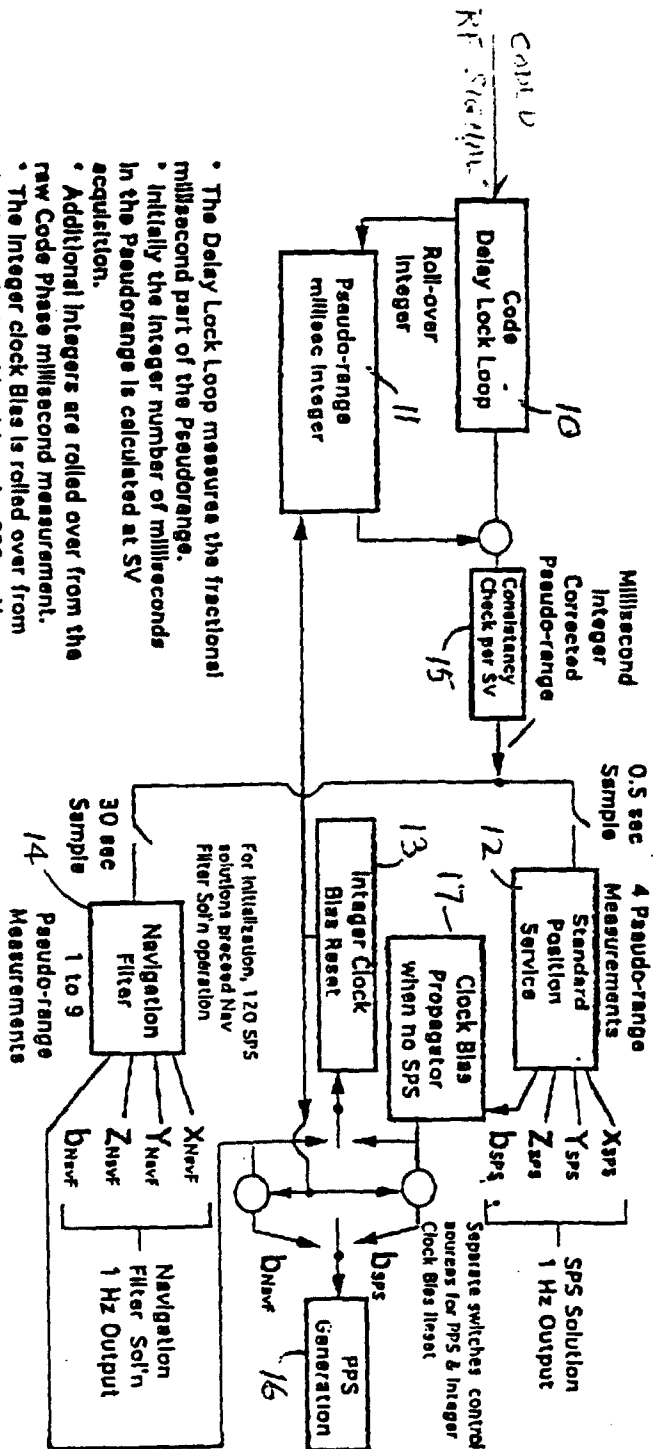 CODED
RF SIGNAL
Code
Delay Lock Loop
10
Roll-over
Integer
Pseudo-range
millisec Integer
11
Millisecond
Integer
Corrected
Pseudo-range
Consistancy
Check per SV
15
0.5 sec
Sample
4 Pseudo-range
Measurements
12
Standard
Position
Service
XSPS
YSPS
ZSPS
bSPS
SPS Solution
1 Hz Output
17
Clock Bias
Propagator
when no SPS
13
Integer Clock
Bias Reset
Separate switches control
sources for PPS & Integer
Clock Bias Reset
bSPS
bNavF
PPS
Generation
16
For initialization, 120 SPS
solutions preceed Nav
Filter Sol'n operation
30 sec
Sample
14
Navigation
Filter
1 to 9
Pseudo-range
Measurements
XNavF
YNavF
ZNavF
bNavF
Navigation
Filter Sol'n
1 Hz Output
• The Delay Lock Loop measures the fractional
millisecond part of the Pseudorange.
• Initially the Integer number of milliseconds
in the Pseudorange is calculated at SV
acquisition.
• Additional Integers are rolled over from the
raw Code Phase millisecond measurement.
• The Integer clock Bias is rolled over from